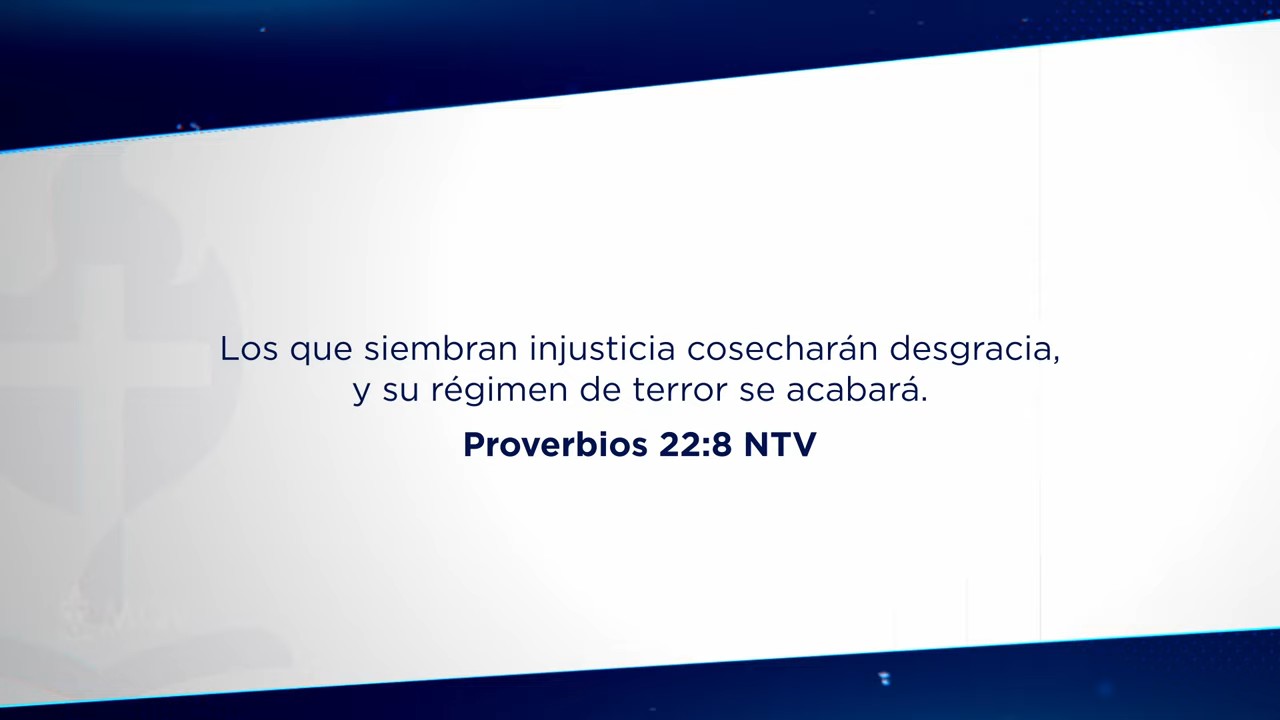 Los que siembran injusticia cosecharán desgracia,
y su régimen de terror se acabará.
Proverbios 22:8 NTV